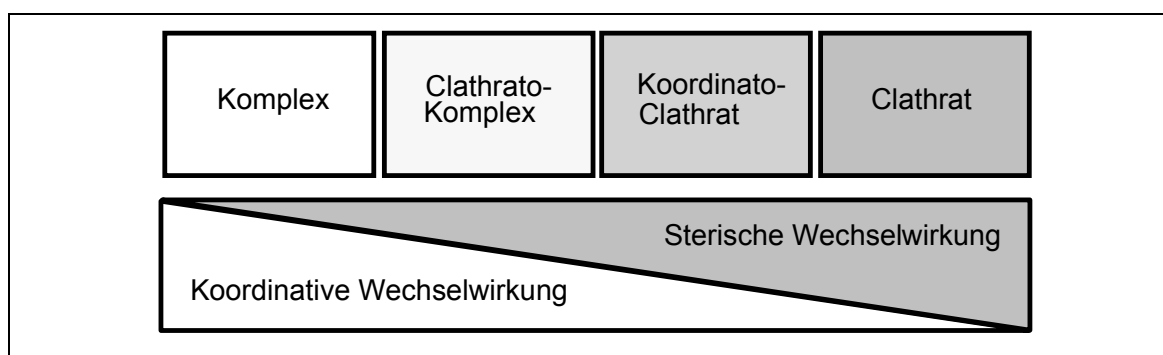 Komplex
Clathrato-
Komplex
Koordinato-
Clathrat
Clathrat
Sterische Wechselwirkung
Koordinative Wechselwirkung